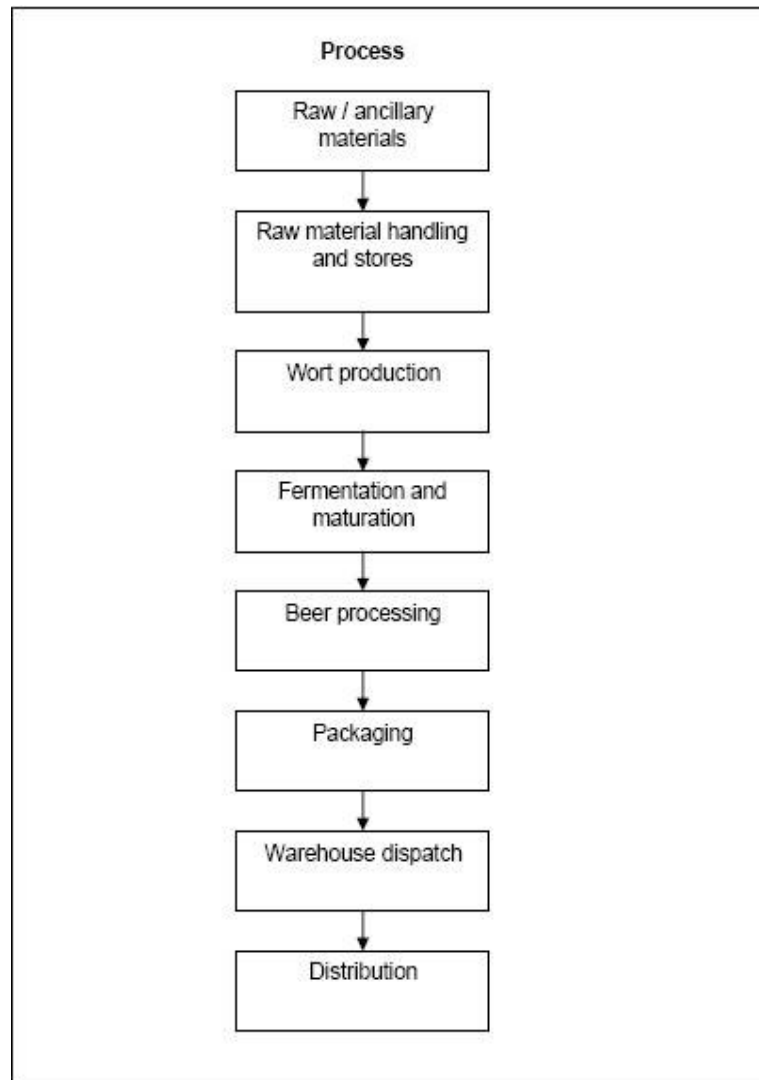 Process
Raw / ancillary
materials
Raw material handling
and stores
Wort production
Fermentation and
maturation
Beer processing
Packaging
Warehouse dispatch
Distribution